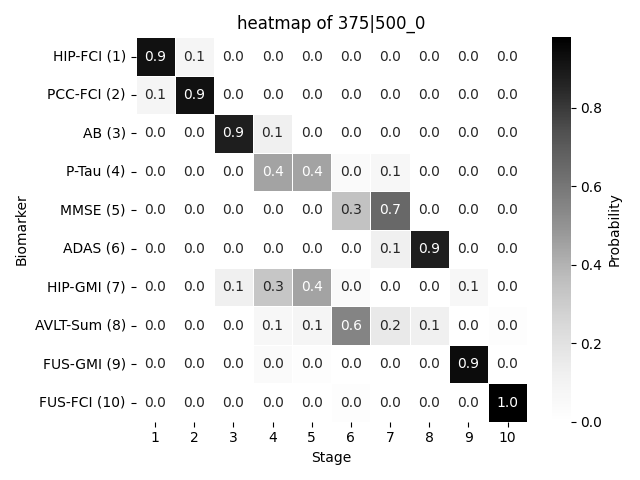 heatmap of 375|500_0
HIP-FCI (1) 0.9 0.1 0.0 0.0 0.0 0.0 0.0 0.0 0.0 0.0
PCC-FCI (2) 0.1 0.9 0.0 0.0 0.0 0.0 0.0 0.0 0.0 0.0
AB (3) 0.0 0.0 0.9 0.1 0.0 0.0 0.0 0.0 0.0 0.0
P-Tau (4) 0.0 0.0 0.0 0.4 0.4 0.0 0.1 0.0 0.0 0.0
MMSE (5) 0.0 0.0 0.0 0.0 0.0 0.3 0.7 0.0 0.0 0.0
ADAS (6) 0.0 0.0 0.0 0.0 0.0 0.0 0.1 0.9 0.0 0.0
HIP-GMI (7) 0.0 0.0 0.1 0.3 0.4 0.0 0.0 0.0 0.1 0.0
AVLT-Sum (8) 0.0 0.0 0.0 0.1 0.1 0.6 0.2 0.1 0.0 0.0
FUS-GMI (9) 0.0 0.0 0.0 0.0 0.0 0.0 0.0 0.0 0.9 0.0
FUS-FCI (10) 0.0 0.0 0.0 0.0 0.0 0.0 0.0 0.0 0.0 1.0
1 2 3 4 5 6 7 8 9 10
Stage
Biomarker
0.8
0.6
0.4
0.2
0.0
Probability